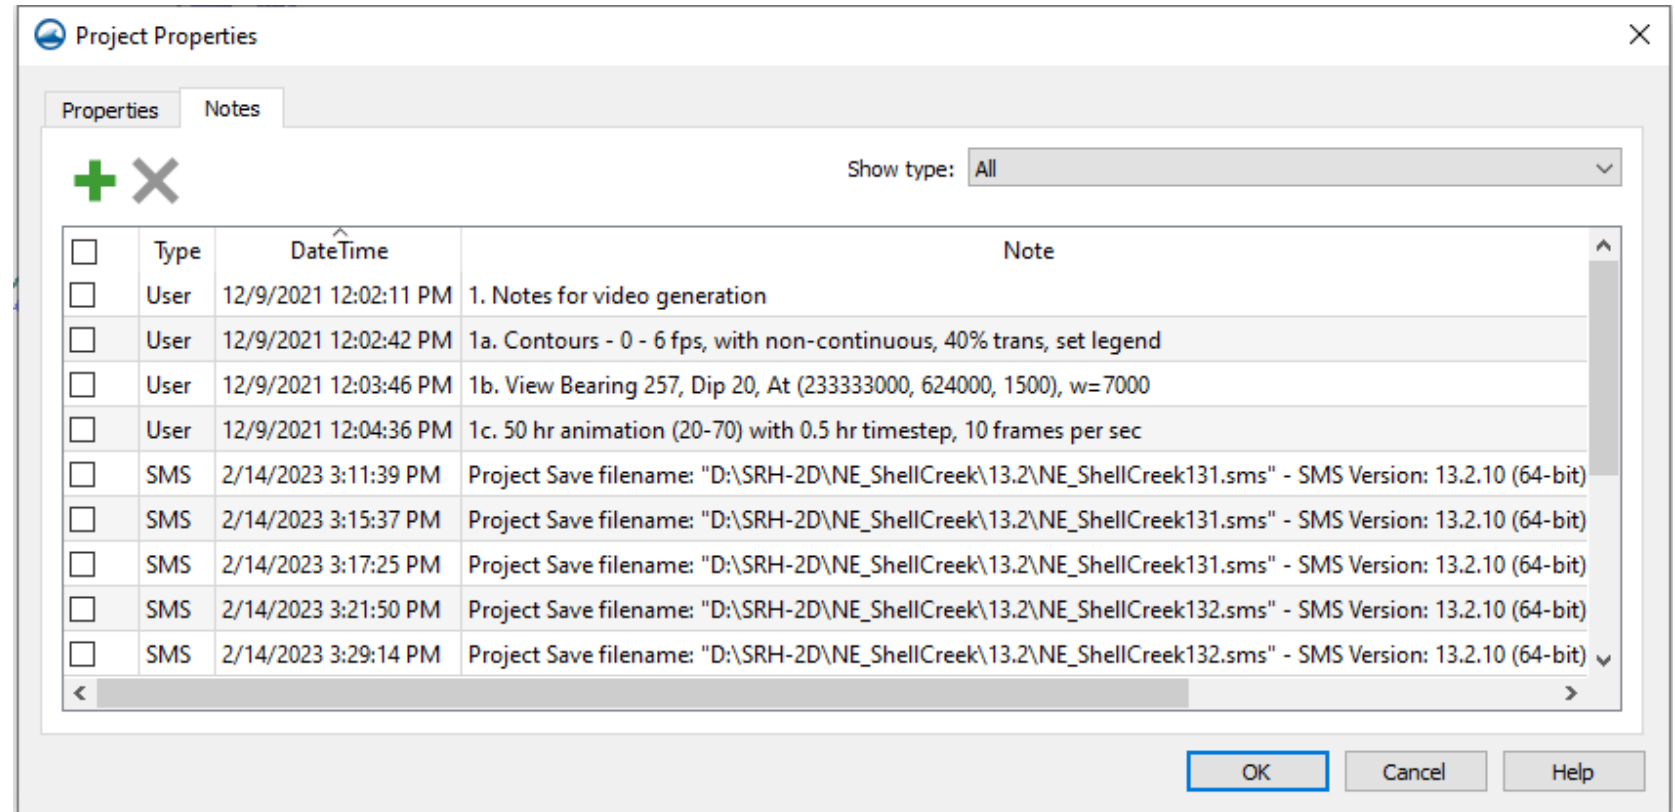 Project Properties
Properties Notes
Show type: All
Type DateTime Note
User 12/9/2021 12:02:11 PM 1. Notes for video generation
User 12/9/2021 12:02:42 PM 1a. Contours - 0 - 6 fps, with non-continuous, 40% trans, set legend
User 12/9/2021 12:03:46 PM 1b. View Bearing 257, Dip 20, At (233333000, 624000, 1500), w=7000
User 12/9/2021 12:04:36 PM 1c. 50 hr animation (20-70) with 0.5 hr timestep, 10 frames per sec
SMS 2/14/2023 3:11:39 PM Project Save filename: "D:\SRH-2D\NE_ShellCreek\13.2\NE_ShellCreek131.sms" - SMS Version: 13.2.10 (64-bit)
SMS 2/14/2023 3:15:37 PM Project Save filename: "D:\SRH-2D\NE_ShellCreek\13.2\NE_ShellCreek131.sms" - SMS Version: 13.2.10 (64-bit)
SMS 2/14/2023 3:17:25 PM Project Save filename: "D:\SRH-2D\NE_ShellCreek\13.2\NE_ShellCreek131.sms" - SMS Version: 13.2.10 (64-bit)
SMS 2/14/2023 3:21:50 PM Project Save filename: "D:\SRH-2D\NE_ShellCreek\13.2\NE_ShellCreek132.sms" - SMS Version: 13.2.10 (64-bit)
SMS 2/14/2023 3:29:14 PM Project Save filename: "D:\SRH-2D\NE_ShellCreek\13.2\NE_ShellCreek132.sms" - SMS Version: 13.2.10 (64-bit)
OK Cancel Help